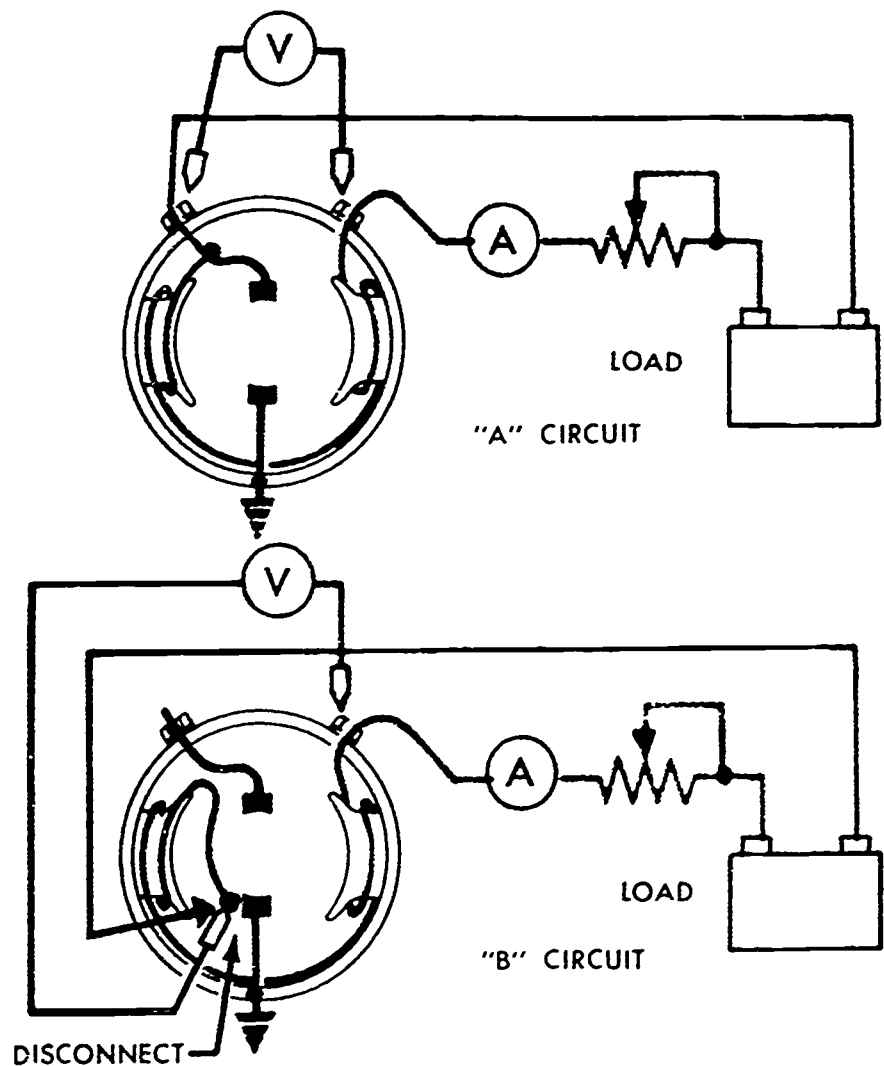 V
A
LOAD
"A" CIRCUIT
V
A
LOAD
"B" CIRCUIT
DISCONNECT